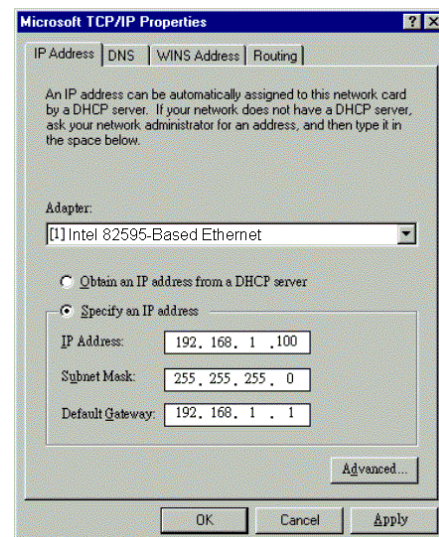 Microsoft TCP/IP Properties
IP Address DNS WINS Address Routing
An IP address can be automatically assigned to this network card
by a DHCP server. If your network does not have a DHCP server,
ask your network administrator for an address, and then type it in
the space below.
Adapter:
[1] Intel 82595-Based Ethernet
Obtain an IP address from a DHCP server
Specify an IP address
IP Address: 192. 168. 1 .100
Subnet Mask: 255. 255. 255. 0
Default Gateway: 192. 168. 1 . 1
Advanced...
OK Cancel Apply